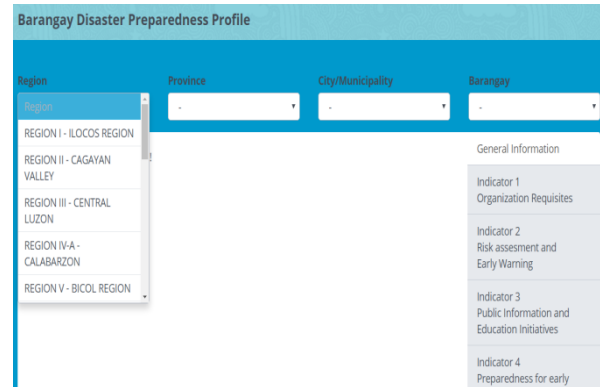 Barangay Disaster Preparedness Profile
Region
Province
City/Municipality
Barangay
Region
-
-
-
REGION I - ILOCOS REGION
REGION II - CAGAYAN
VALLEY
REGION III - CENTRAL
LUZON
REGION IV-A -
CALABARZON
REGION V - BICOL REGION
!
General Information
Indicator 1
Organization Requisites
Indicator 2
Risk assesment and
Early Warning
Indicator 3
Public Information and
Education Initiatives
Indicator 4
Preparedness for early